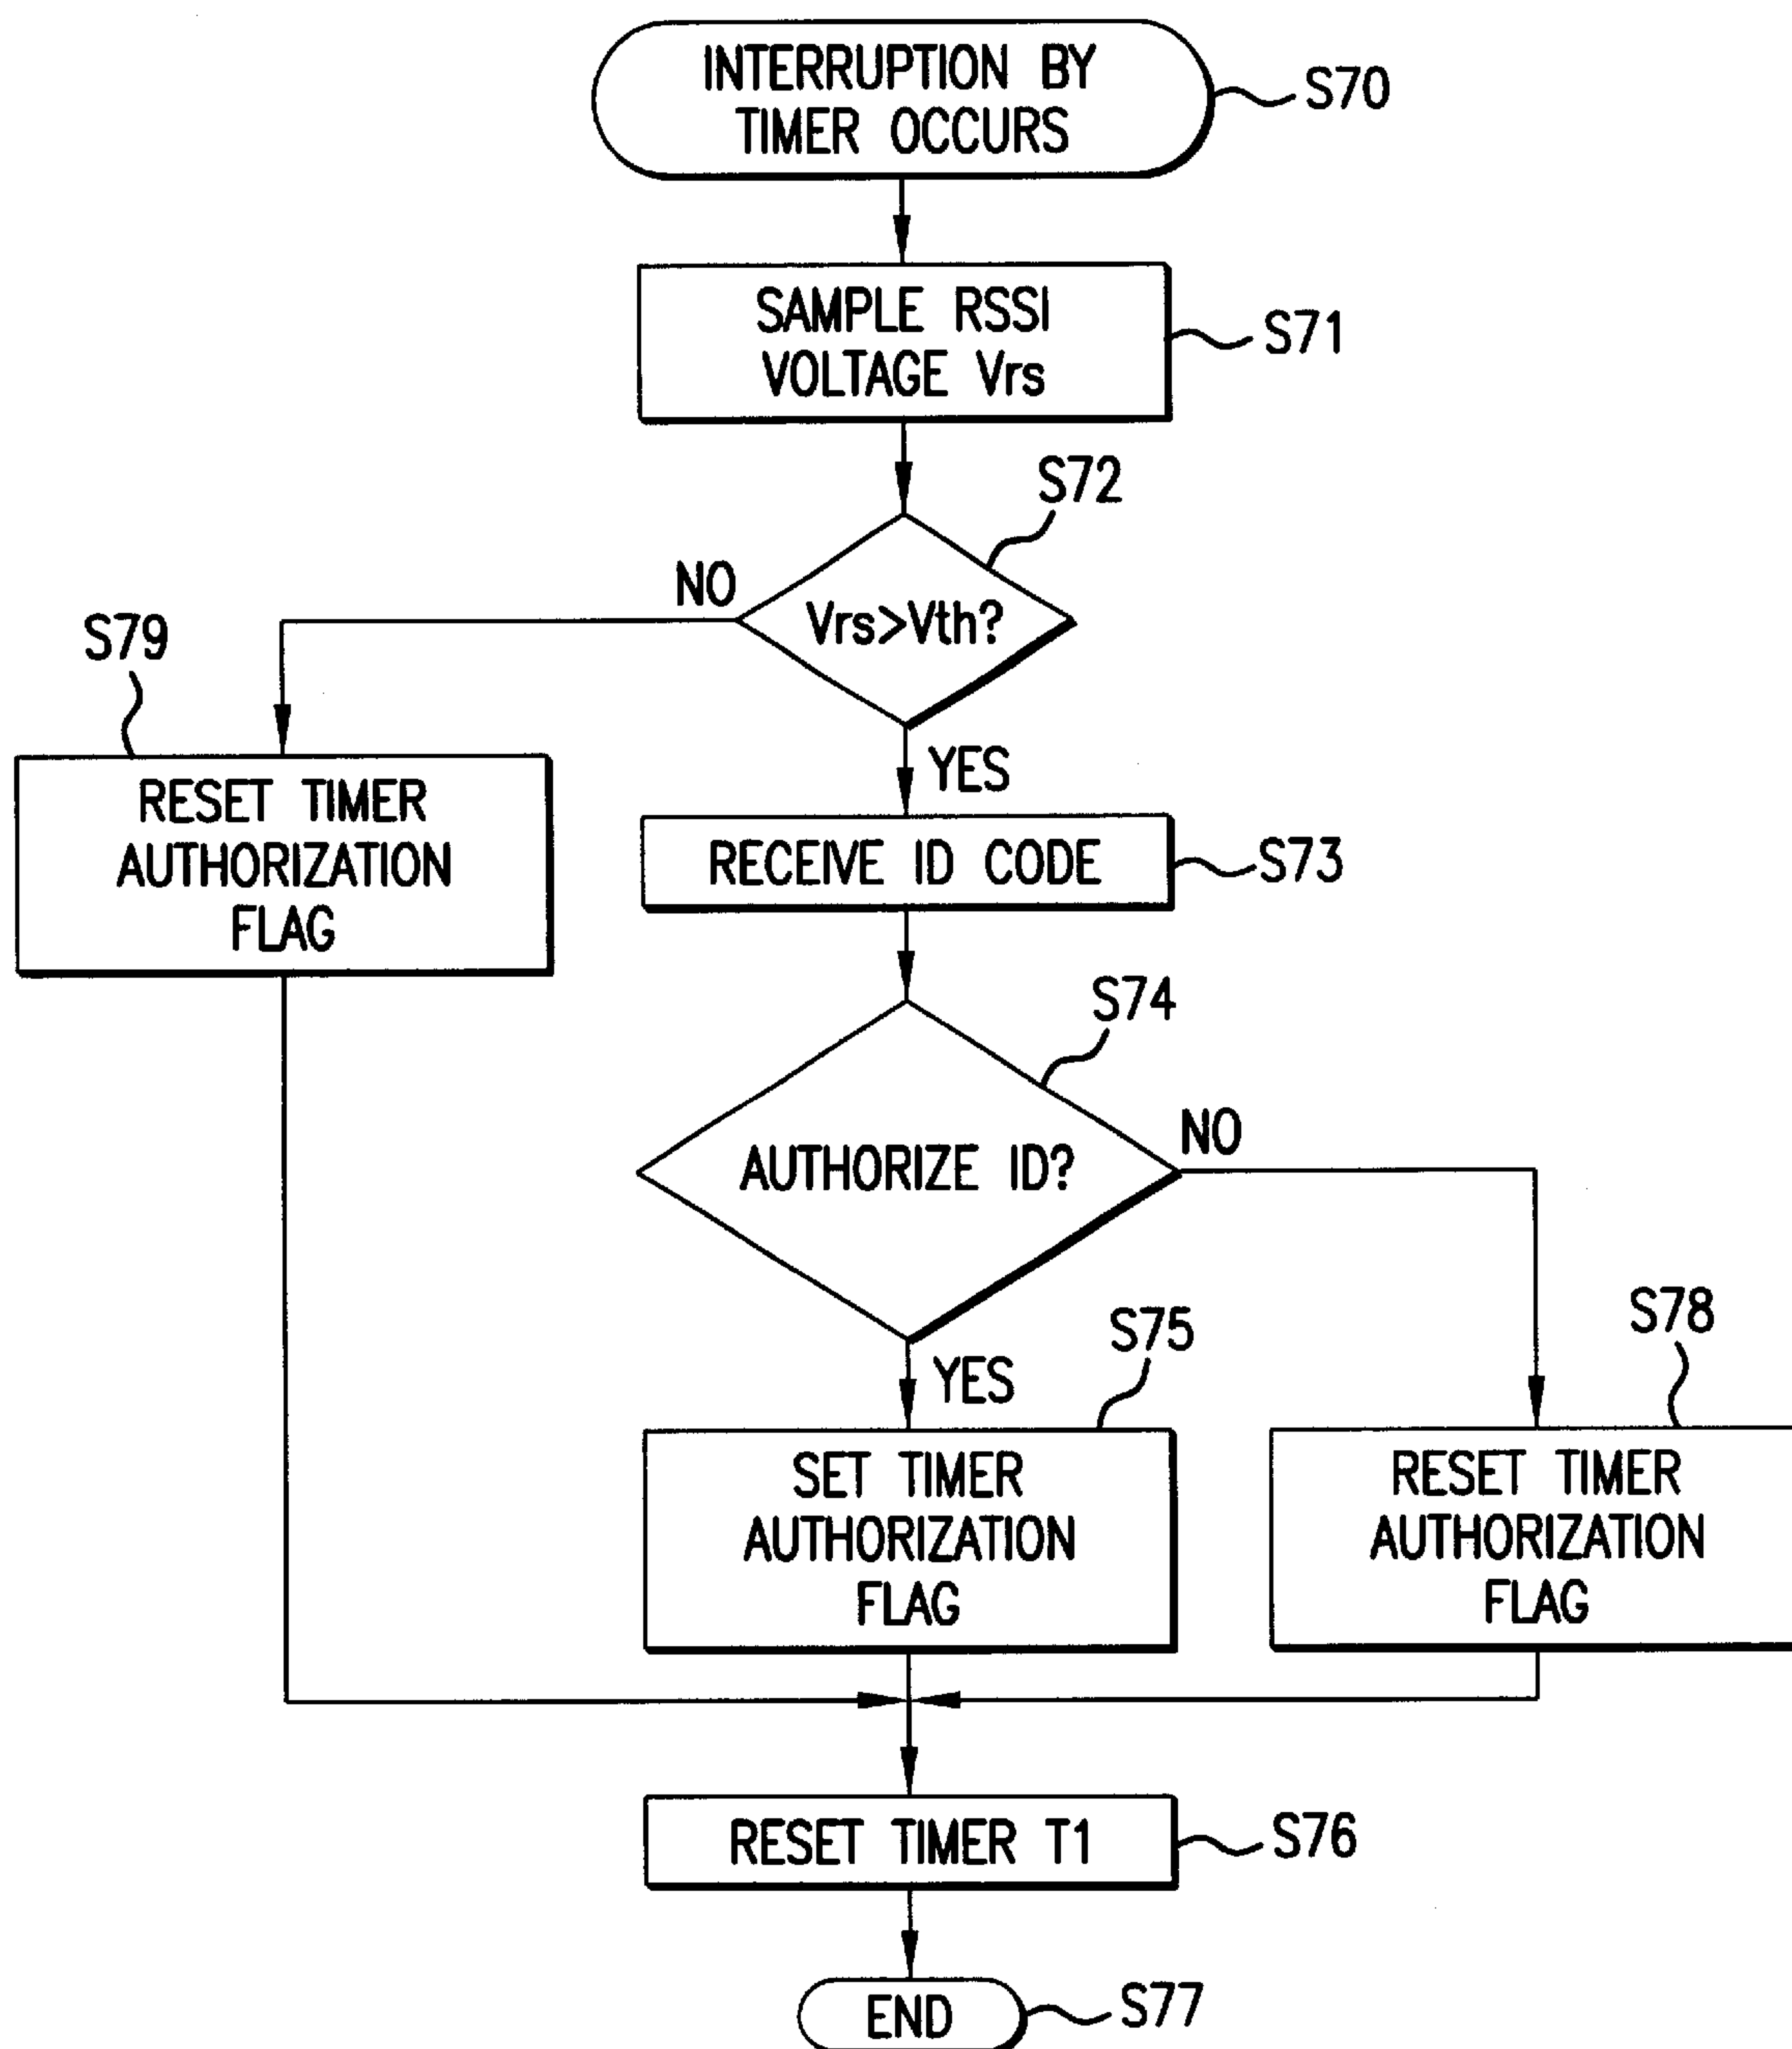 INTERRUPTION BY
TIMER OCCURS
S70
SAMPLE RSSI
VOLTAGE Vrs
S71
S72
Vrs>Vth?
NO
YES
S79
RESET TIMER
AUTHORIZATION
FLAG
RECEIVE ID CODE
S73
S74
AUTHORIZE ID?
NO
YES
S75
SET TIMER
AUTHORIZATION
FLAG
S78
RESET TIMER
AUTHORIZATION
FLAG
RESET TIMER T1
S76
END
S77